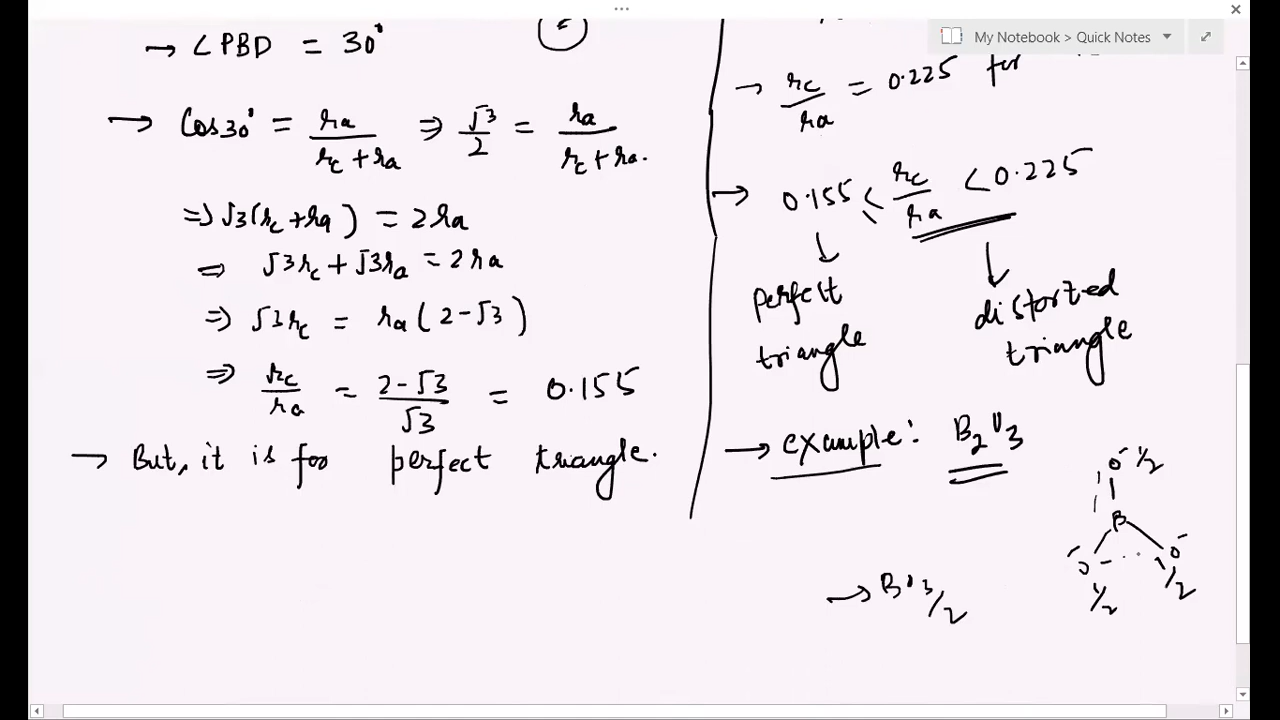 My Notebook > Quick Notes
→ ∠PBD = 30°
→ Cos30° = ra/(rc+ra) ⇒ √3/2 = ra/(rc+ra).
⇒ √3(rc+ra) = 2ra
⇒ √3rc + √3ra = 2ra
⇒ √3rc = ra(2-√3)
⇒ rc/ra = (2-√3)/√3 = 0.155
→ But, it is for perfect triangle.
→ rc/ra = 0.225 for
→ 0.155 < rc/ra < 0.225
↓ perfect
triangle
↓ distorted
triangle
→ example: B2O3
O- 1/2
B
O- O-
1/2 1/2
→ BO3/2